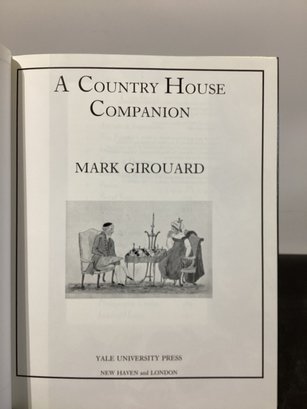 A COUNTRY HOUSE
COMPANION
MARK GIROUARD
YALE UNIVERSITY PRESS
NEW HAVEN and LONDON